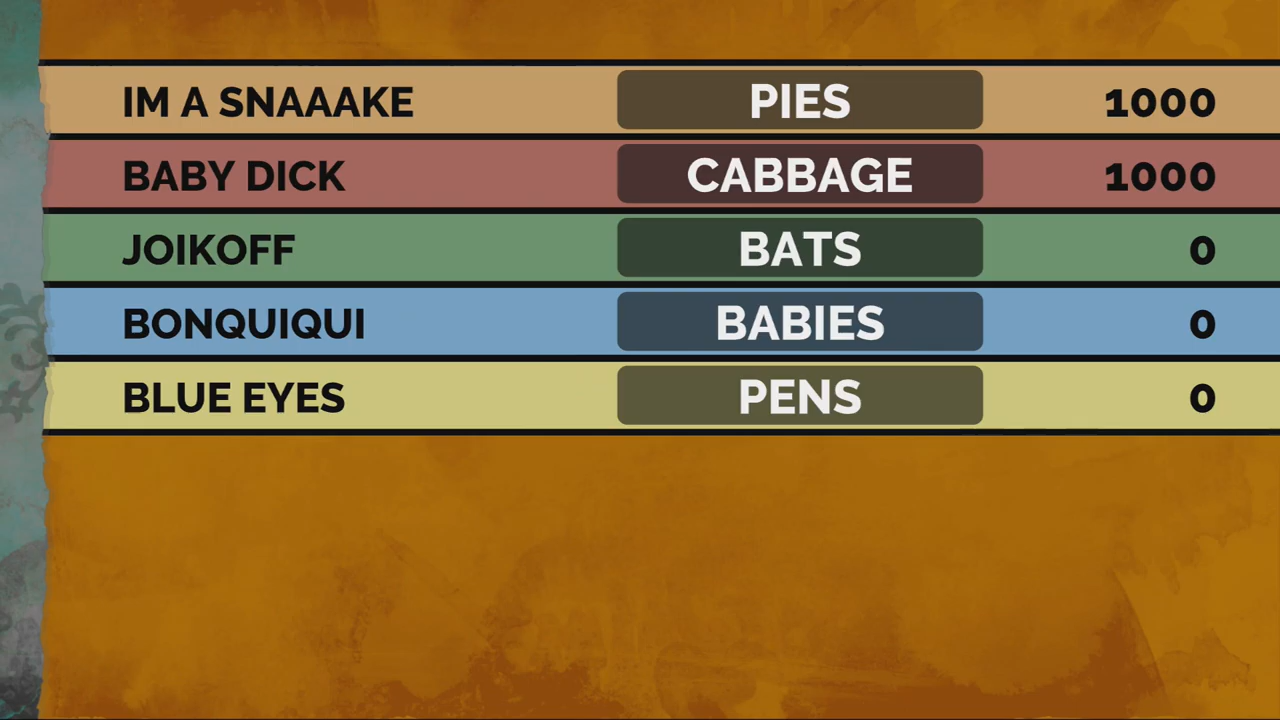 IM A SNAAAKE PIES 1000
BABY DICK CABBAGE 1000
JOIKOFF BATS 0
BONQUIQUI BABIES 0
BLUE EYES PENS 0